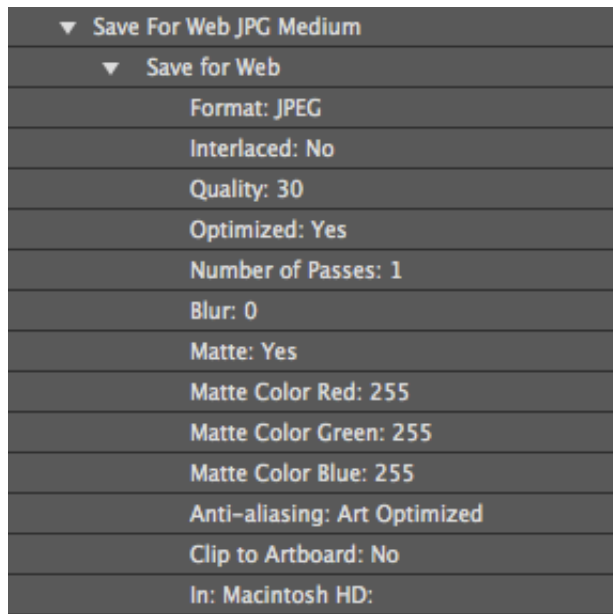 Save For Web JPG Medium
Save for Web
Format: JPEG
Interlaced: No
Quality: 30
Optimized: Yes
Number of Passes: 1
Blur: 0
Matte: Yes
Matte Color Red: 255
Matte Color Green: 255
Matte Color Blue: 255
Anti-aliasing: Art Optimized
Clip to Artboard: No
In: Macintosh HD: